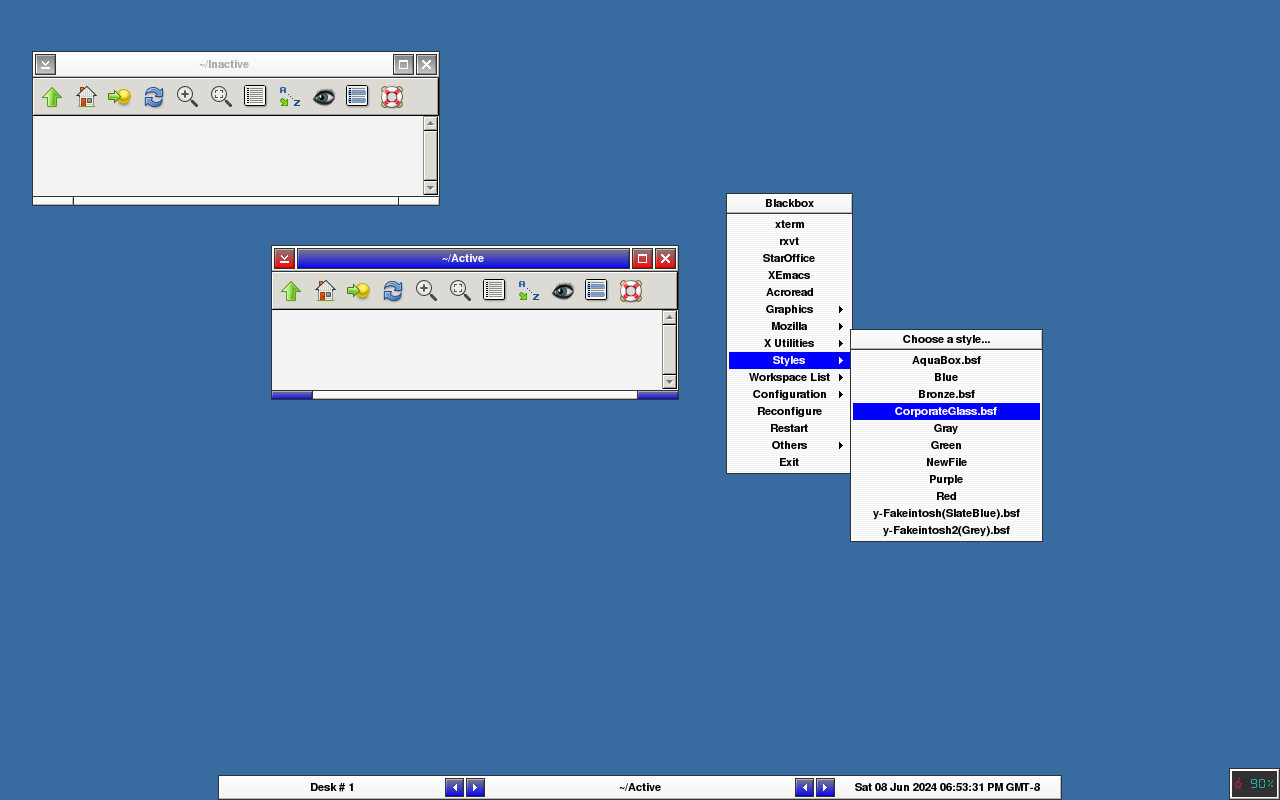 ~/Inactive
A
Z
~/Active
A
Z
Blackbox
xterm
rxvt
StarOffice
XEmacs
Acroread
Graphics
Mozilla
X Utilities
Styles
Workspace List
Configuration
Reconfigure
Restart
Others
Exit
Choose a style...
AquaBox.bsf
Blue
Bronze.bsf
CorporateGlass.bsf
Gray
Green
NewFile
Purple
Red
y-Fakeintosh(SlateBlue).bsf
y-Fakeintosh2(Grey).bsf
Desk # 1
~/Active
Sat 08 Jun 2024 06:53:31 PM GMT-8
90%